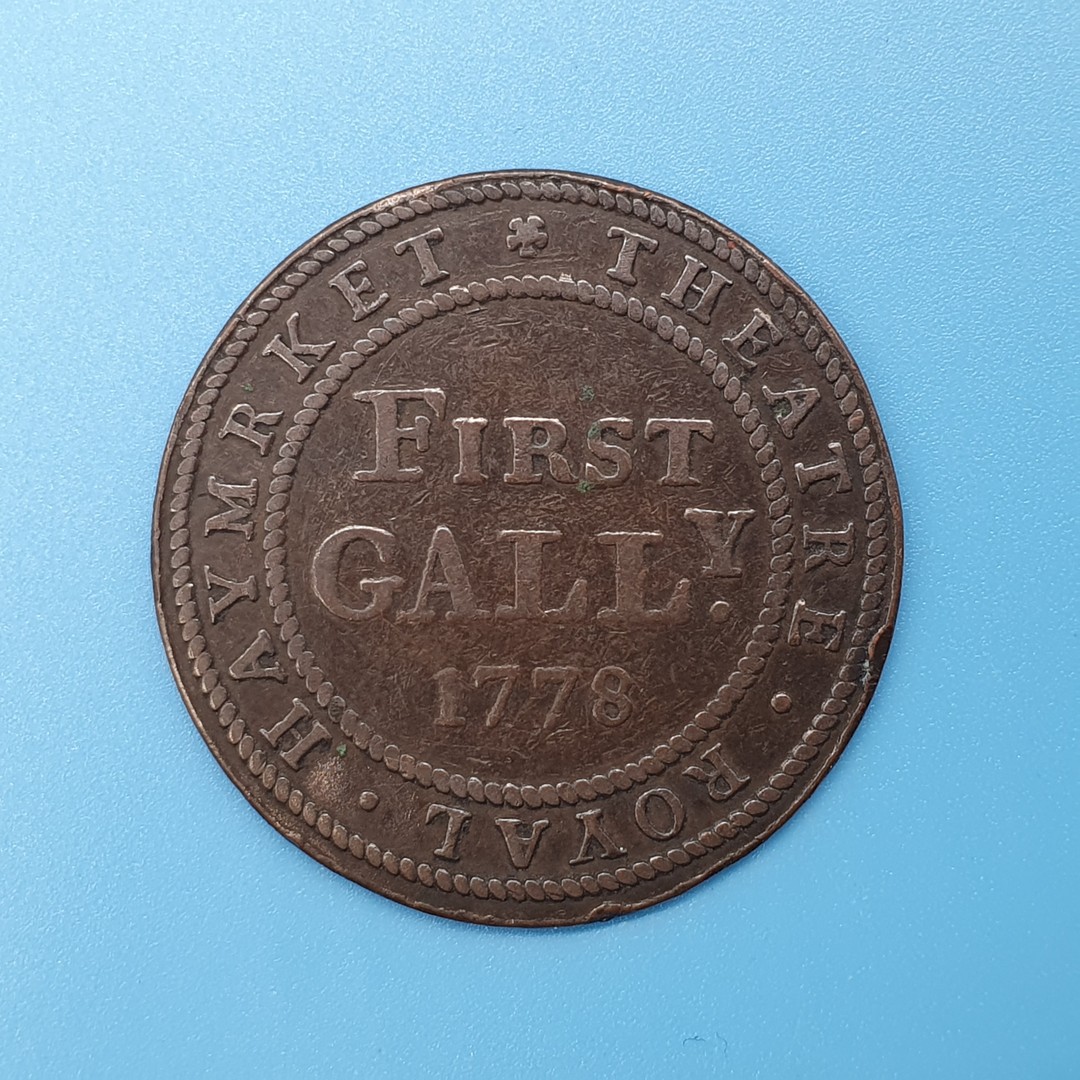 THEATRE · ROYAL · HAYMRKET
FIRST
GALLY.
1778